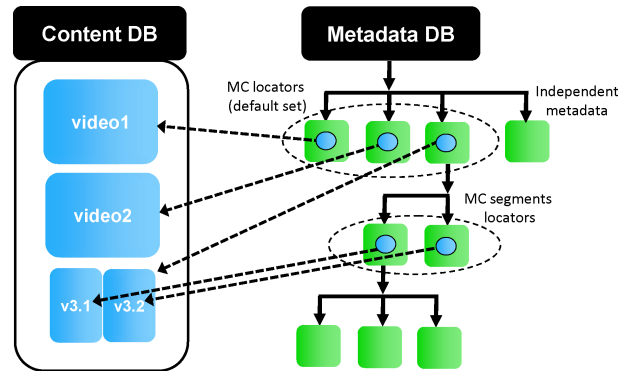 Content DB
Metadata DB
MC locators
(default set)
Independent
metadata
video1
video2
MC segments
locators
v3.1
v3.2